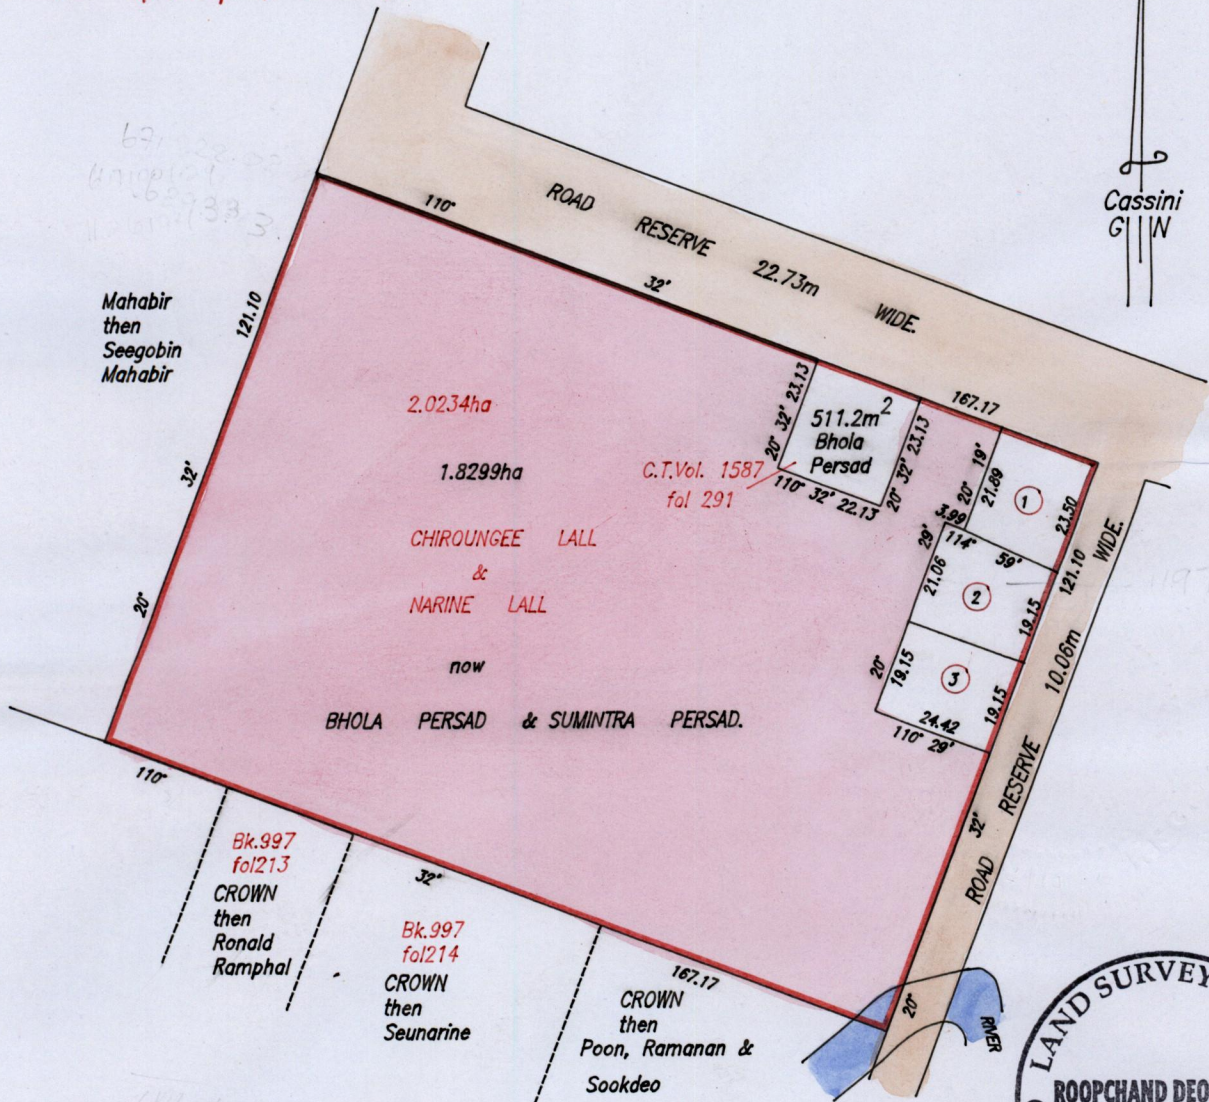 Cassini
G N
ROAD RESERVE 22.73m WIDE.
110°
32'
167.17
Mahabir
then
Seegobin
Mahabir
121.10
32'
20°
2.0234ha
1.8299ha
CHIROUNGEE LALL
&
NARINE LALL
now
BHOLA PERSAD & SUMINTRA PERSAD.
20° 32' 23.13
511.2m²
Bhola
Persad
20° 32' 23.13
110° 32' 22.13
C.T.Vol. 1587
fol 291
20° 19'
21.89
1
23.50
3.99
114° 59'
29'
21.06
2
19.15
121.10
20°
19.15
3
19.15
24.42
110° 29'
ROAD RESERVE 10.06m WIDE.
32'
20°
RIVER
110°
32'
167.17
Bk.997
fol213
CROWN
then
Ronald
Ramphal
Bk.997
fol214
CROWN
then
Seunarine
CROWN
then
Poon, Ramanan &
Sookdeo
LAND SURVEY
ROOPCHAND DEO